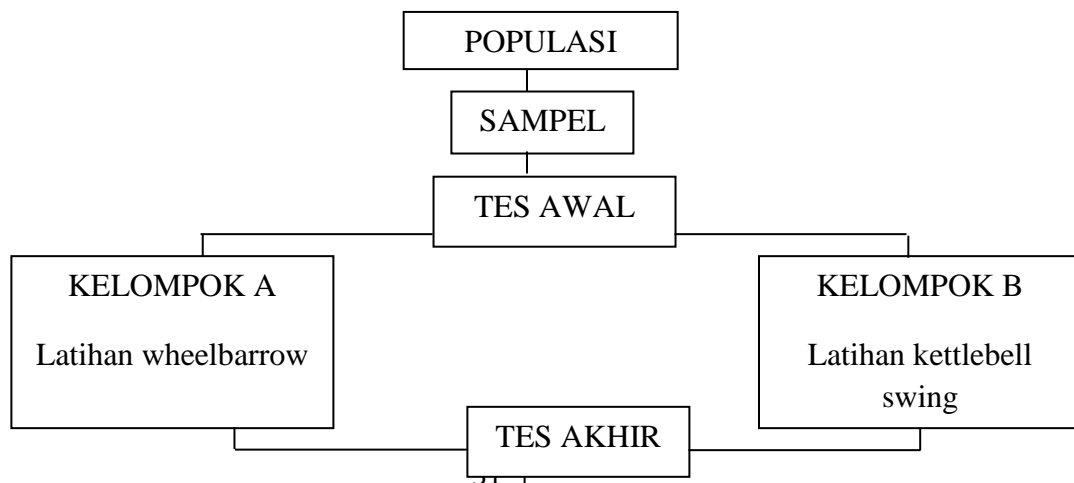 POPULASI
SAMPEL
TES AWAL
KELOMPOK A
Latihan wheelbarrow
KELOMPOK B
Latihan kettlebell
swing
TES AKHIR